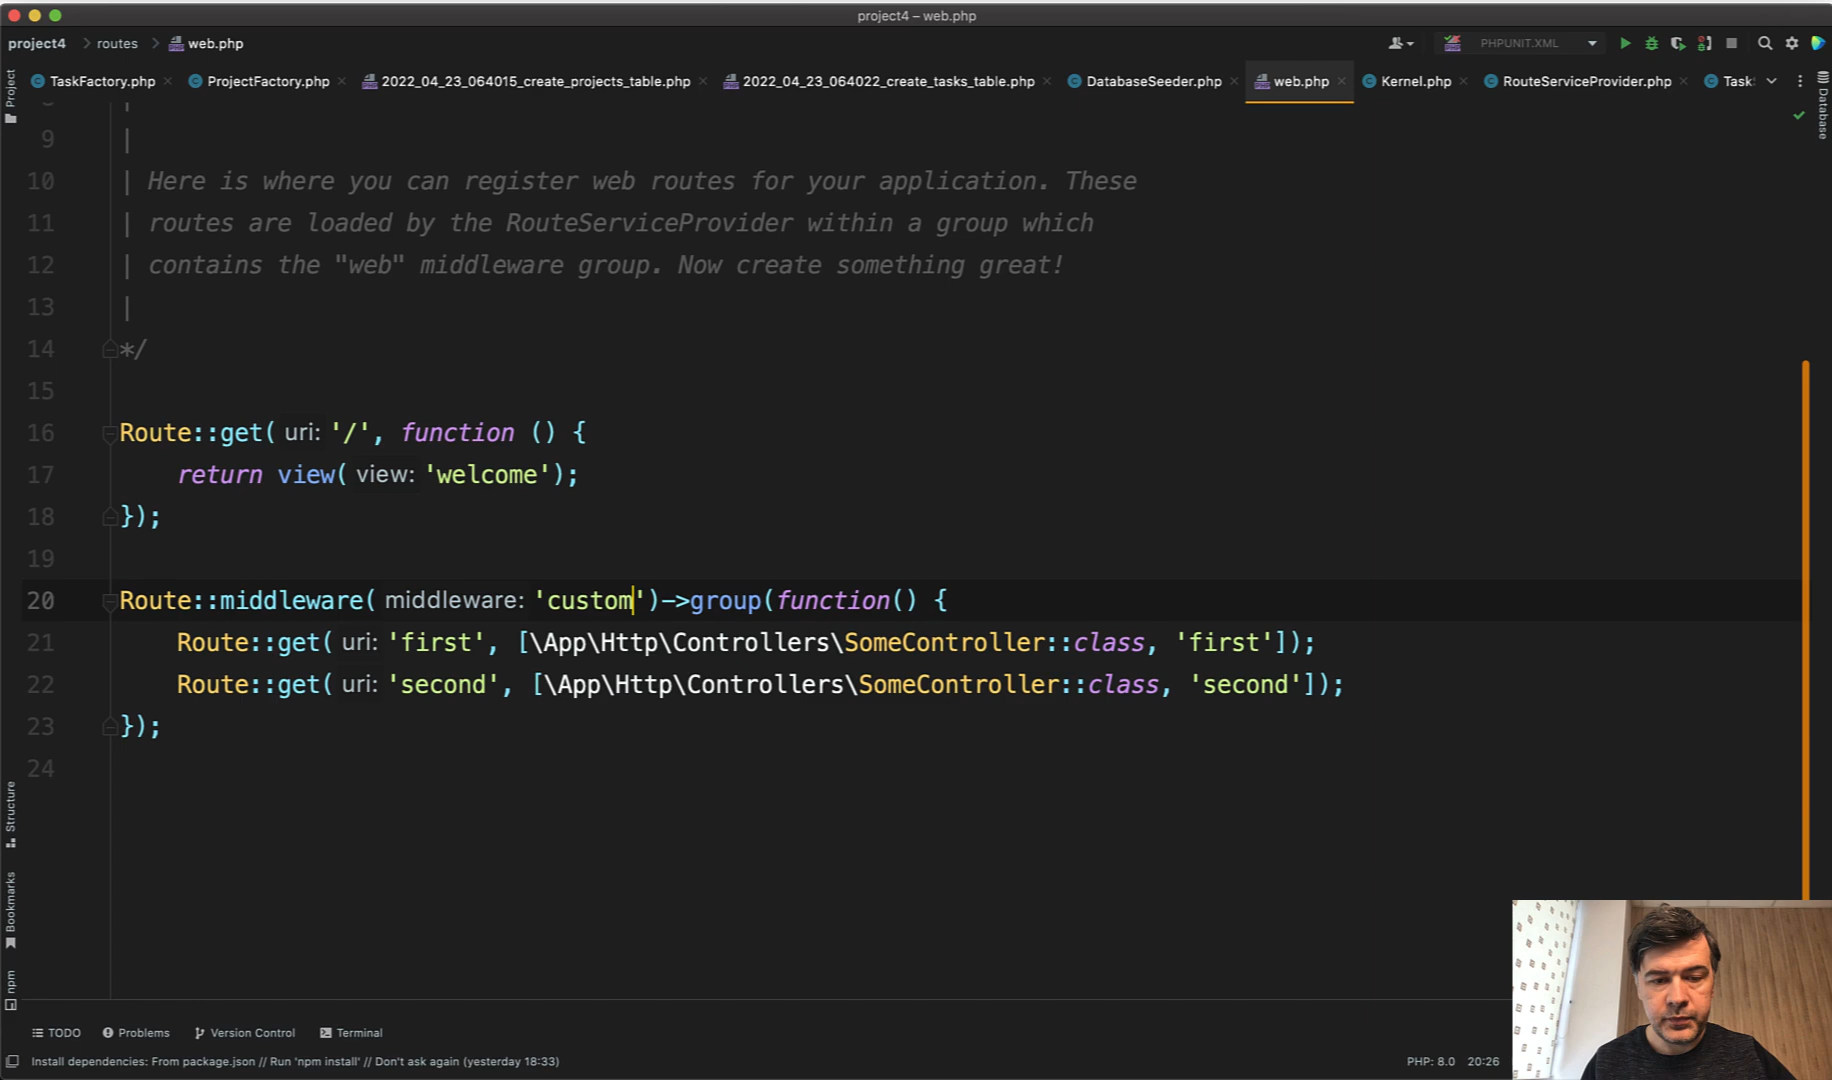 project4 – web.php
project4 routes web.php PHPUNIT.XML
TaskFactory.php ProjectFactory.php 2022_04_23_064015_create_projects_table.php 2022_04_23_064022_create_tasks_table.php DatabaseSeeder.php web.php Kernel.php RouteServiceProvider.php Task
Project
Database
9 |
10 | Here is where you can register web routes for your application. These
11 | routes are loaded by the RouteServiceProvider within a group which
12 | contains the "web" middleware group. Now create something great!
13 |
14 */
15
16 Route::get( uri: '/', function () {
17 return view( view: 'welcome');
18 });
19
20 Route::middleware( middleware: 'custom')->group(function() {
21 Route::get( uri: 'first', [\App\Http\Controllers\SomeController::class, 'first']);
22 Route::get( uri: 'second', [\App\Http\Controllers\SomeController::class, 'second']);
23 });
24
Structure
Bookmarks
npm
TODO Problems Version Control Terminal
Install dependencies: From package.json // Run 'npm install' // Don't ask again (yesterday 18:33) PHP: 8.0 20:26